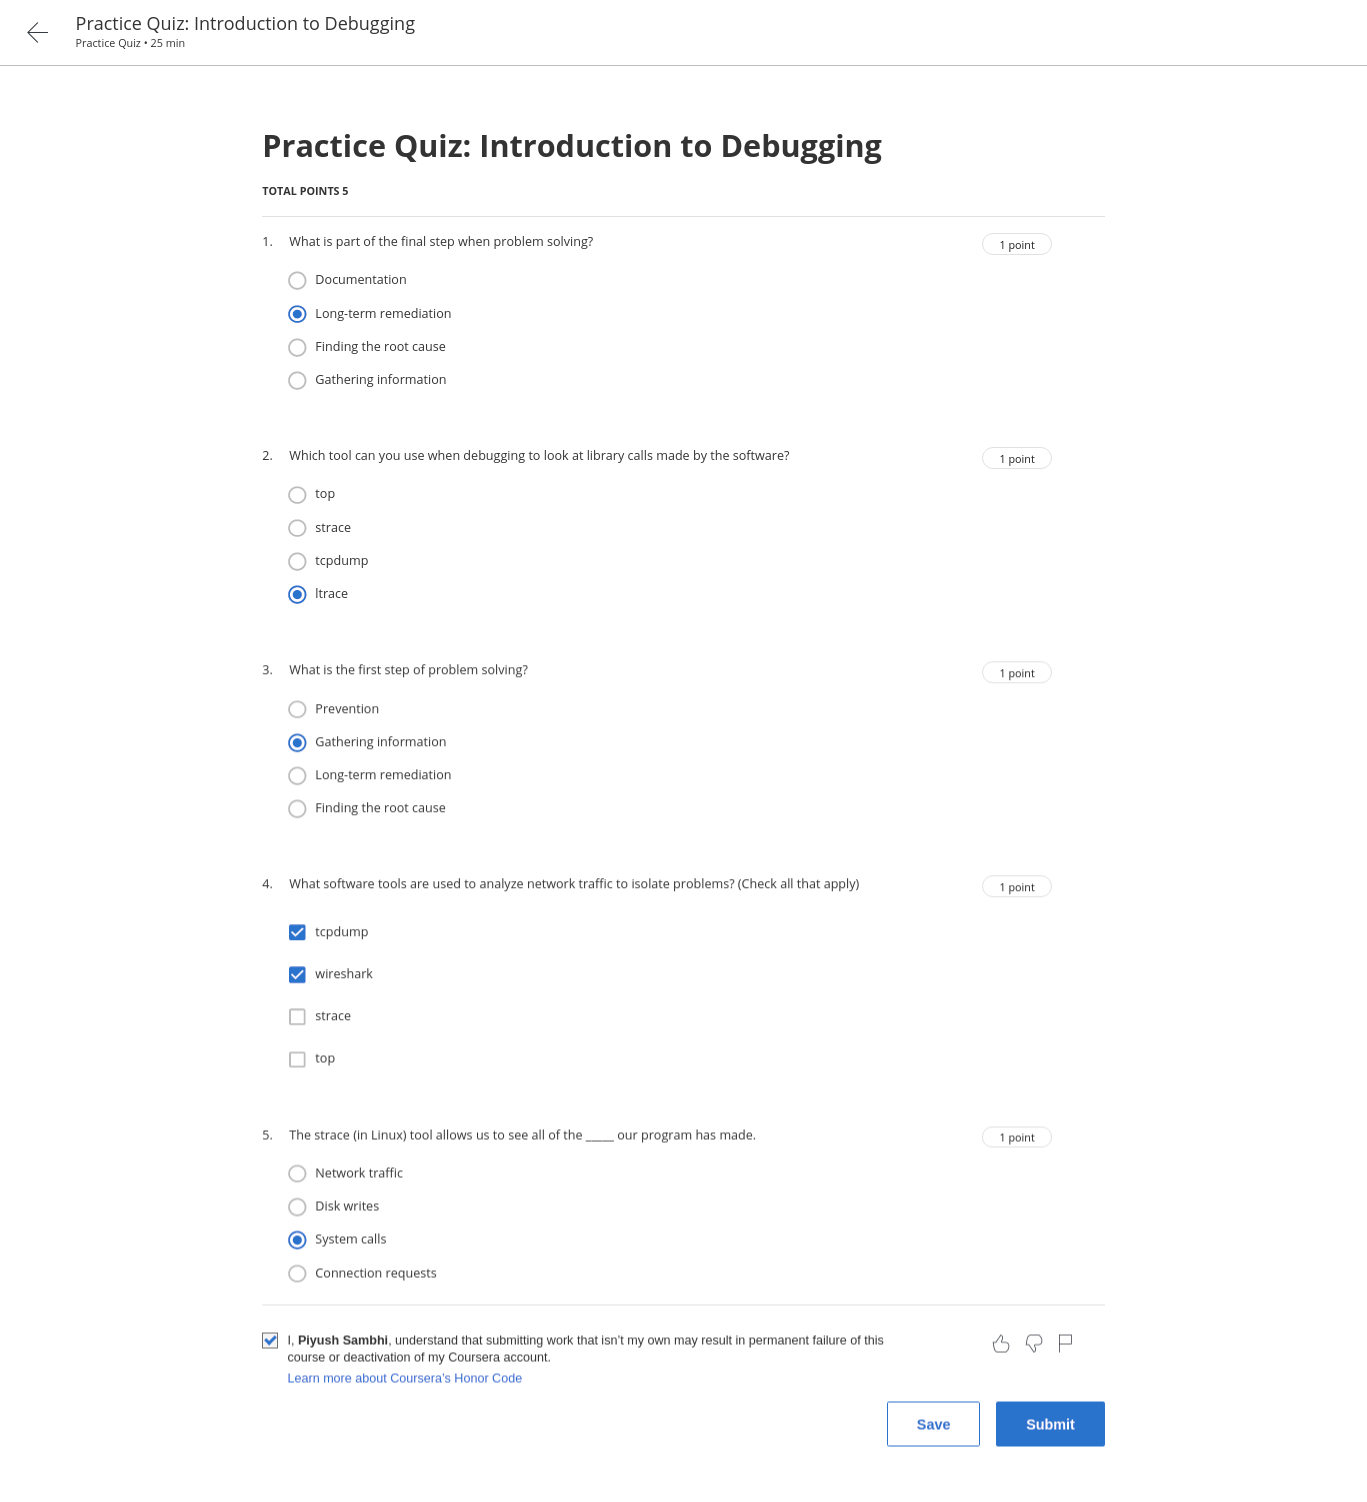 Practice Quiz: Introduction to Debugging
Practice Quiz • 25 min
Practice Quiz: Introduction to Debugging
TOTAL POINTS 5
1. What is part of the final step when problem solving?
1 point
Documentation
Long-term remediation
Finding the root cause
Gathering information
2. Which tool can you use when debugging to look at library calls made by the software?
1 point
top
strace
tcpdump
ltrace
3. What is the first step of problem solving?
1 point
Prevention
Gathering information
Long-term remediation
Finding the root cause
4. What software tools are used to analyze network traffic to isolate problems? (Check all that apply)
1 point
tcpdump
wireshark
strace
top
5. The strace (in Linux) tool allows us to see all of the _____ our program has made.
1 point
Network traffic
Disk writes
System calls
Connection requests
I, Piyush Sambhi, understand that submitting work that isn't my own may result in permanent failure of this
course or deactivation of my Coursera account.
Learn more about Coursera's Honor Code
Save
Submit